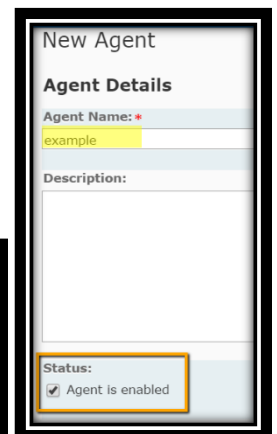 New Agent
Agent Details
Agent Name: *
example
Description:
Status:
Agent is enabled